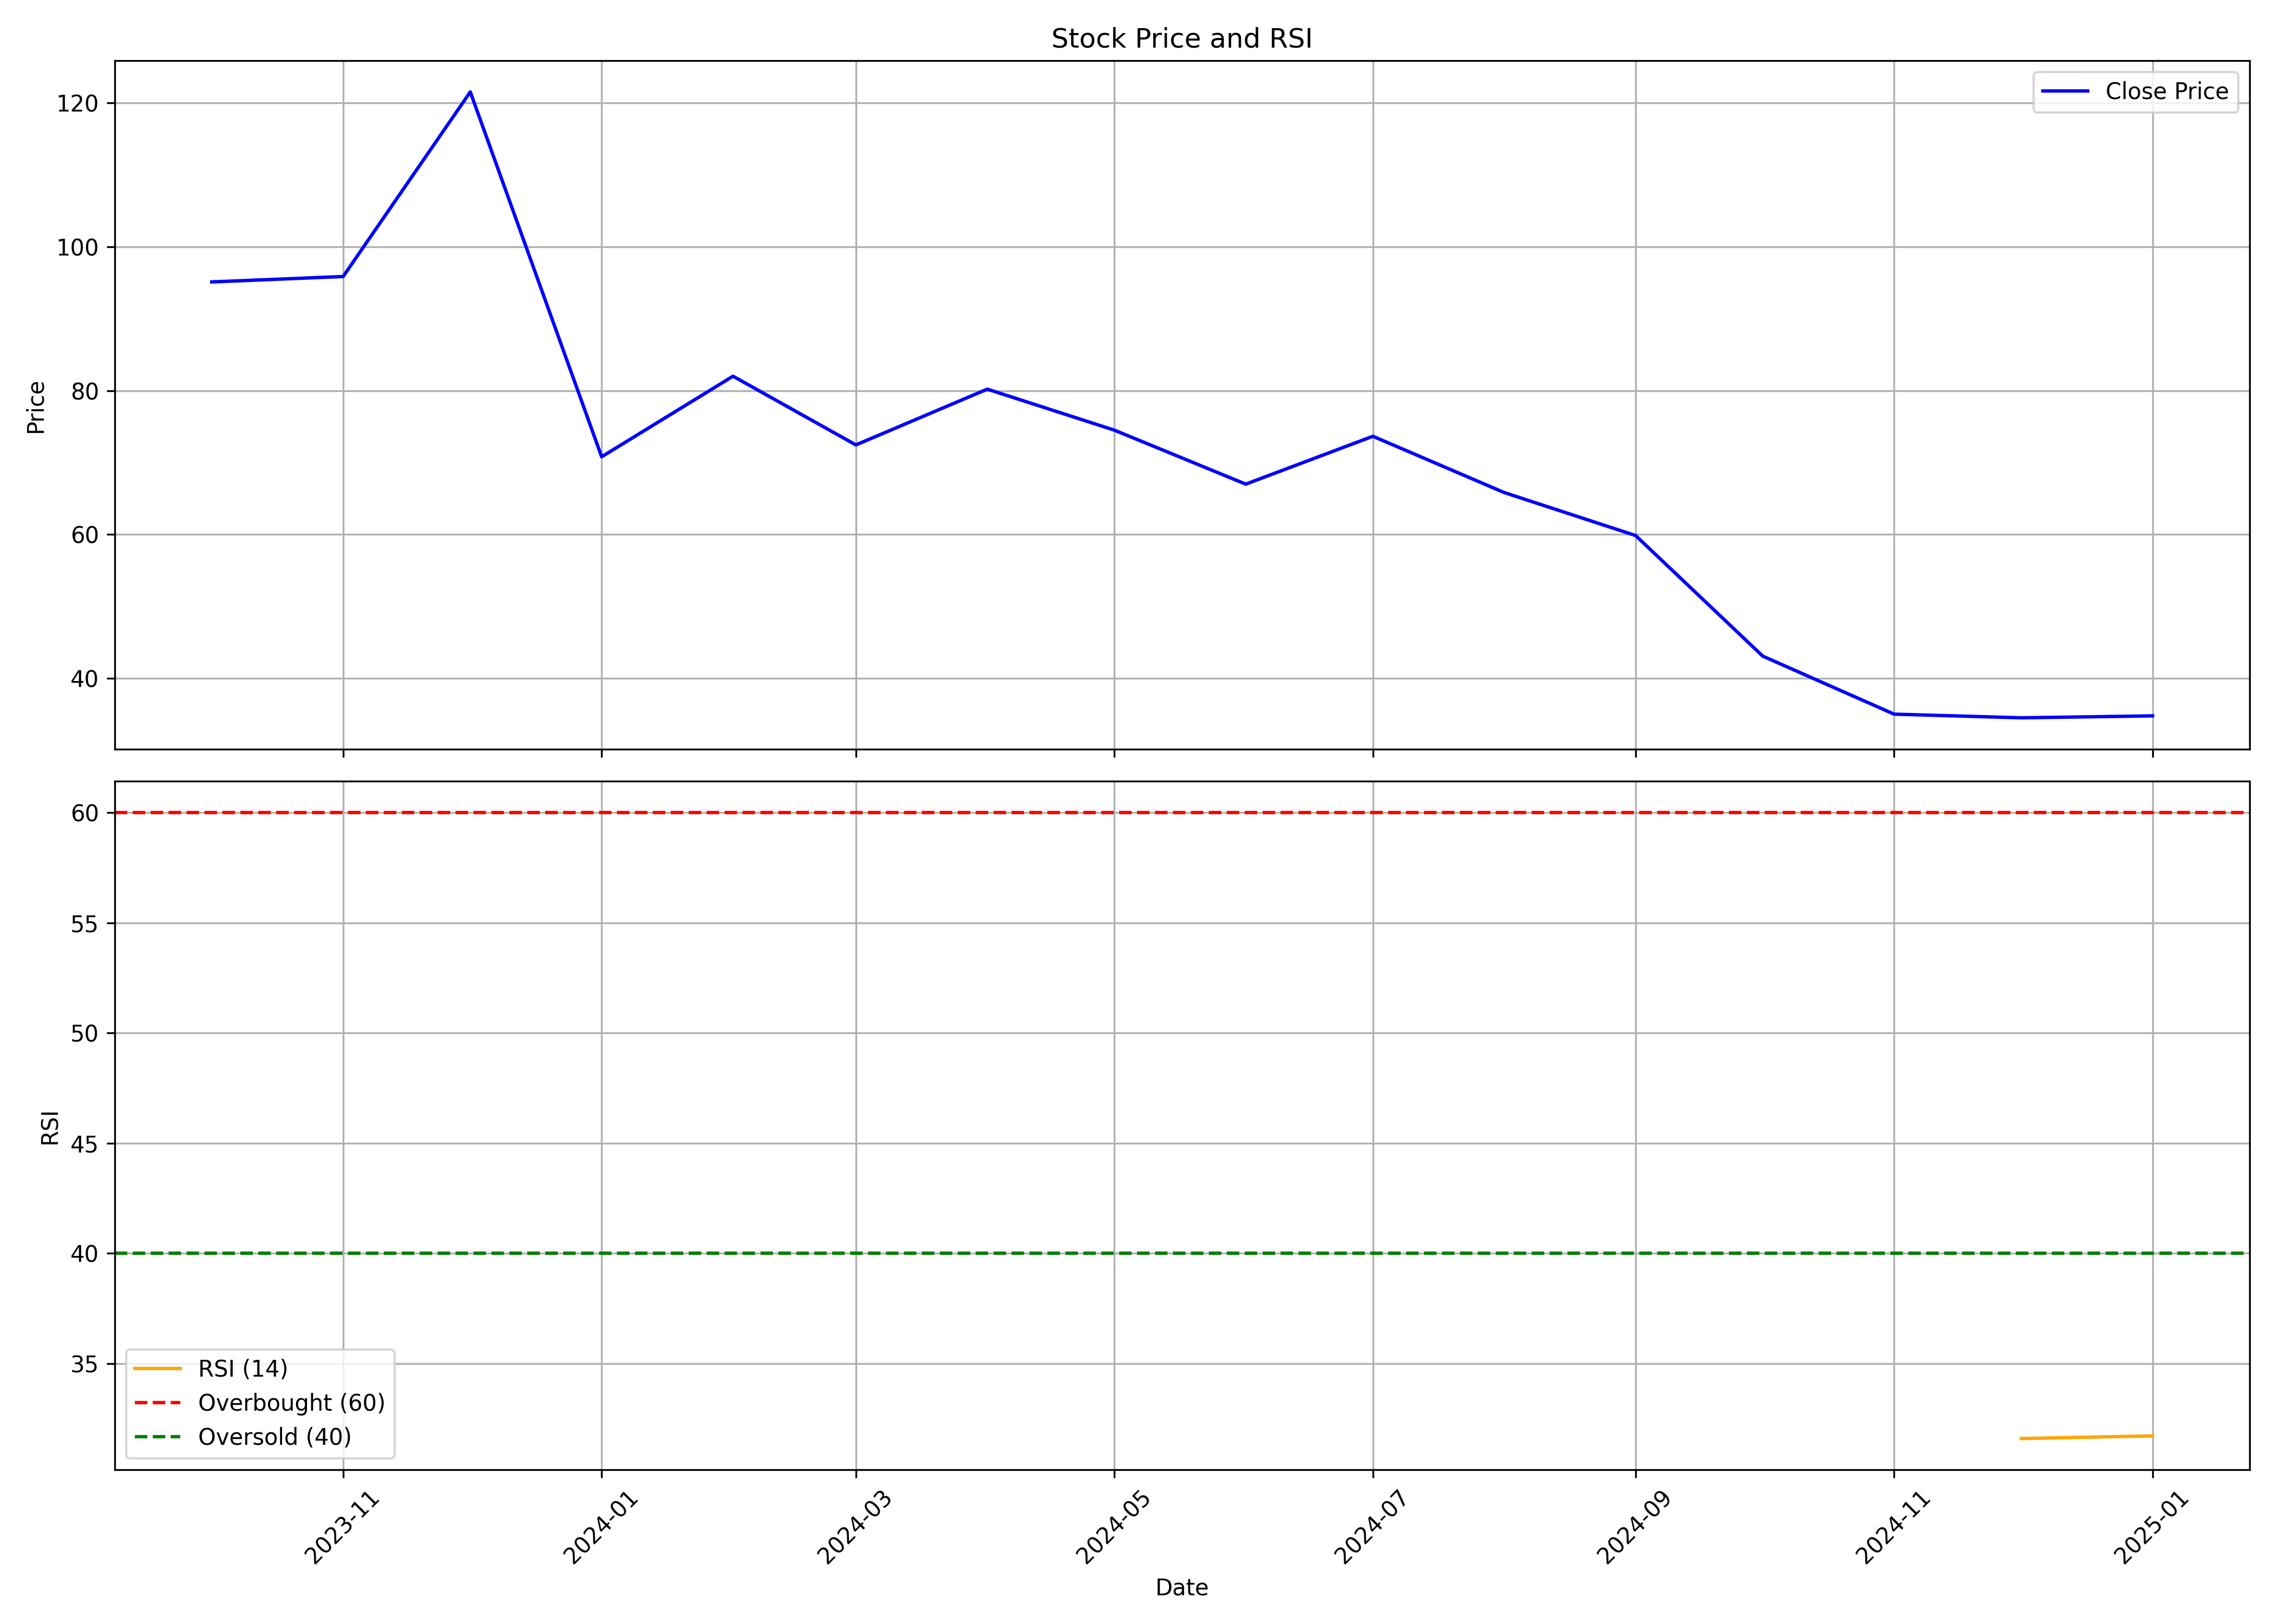 Stock Price and RSI
Close Price
120
100
80
60
40
Price
60
55
50
45
40
35
RSI
RSI (14)
Overbought (60)
Oversold (40)
2023-11
2024-01
2024-03
2024-05
2024-07
2024-09
2024-11
2025-01
Date